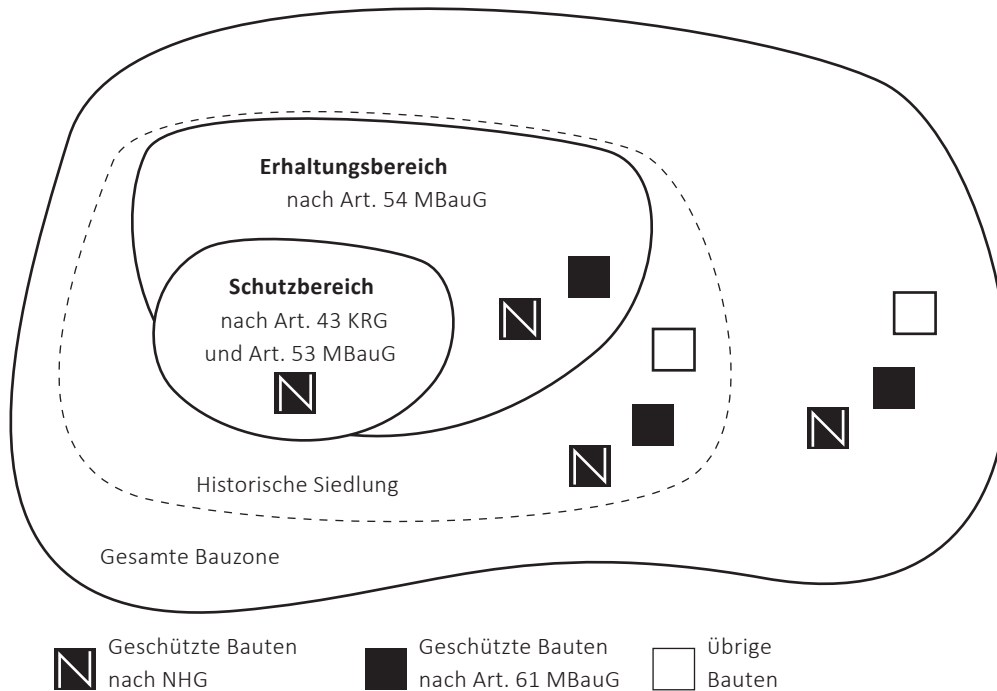 Erhaltungsbereich
nach Art. 54 MBauG
Schutzbereich
nach Art. 43 KRG
und Art. 53 MBauG
N
N
N
N
Historische Siedlung
Gesamte Bauzone
N
Geschützte Bauten
nach NHG
Geschützte Bauten
nach Art. 61 MBauG
Übrige
Bauten